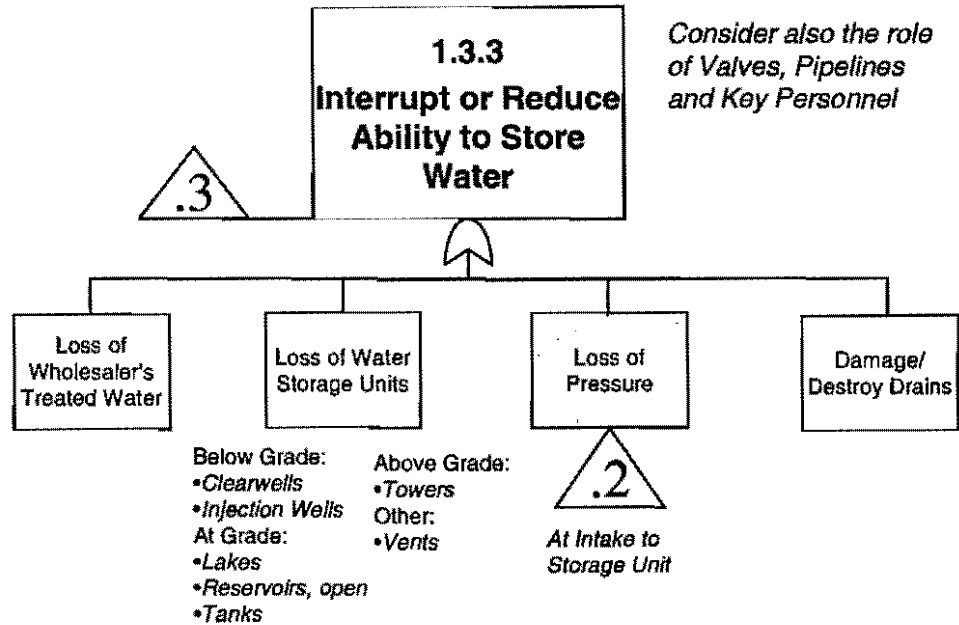 1.3.3
Interrupt or Reduce
Ability to Store
Water
Consider also the role
of Valves, Pipelines
and Key Personnel
.3
Loss of
Wholesaler's
Treated Water
Loss of Water
Storage Units
Loss of
Pressure
Damage/
Destroy Drains
Below Grade:
•Clearwells
•Injection Wells
At Grade:
•Lakes
•Reservoirs, open
•Tanks
Above Grade:
•Towers
Other:
•Vents
.2
At Intake to
Storage Unit